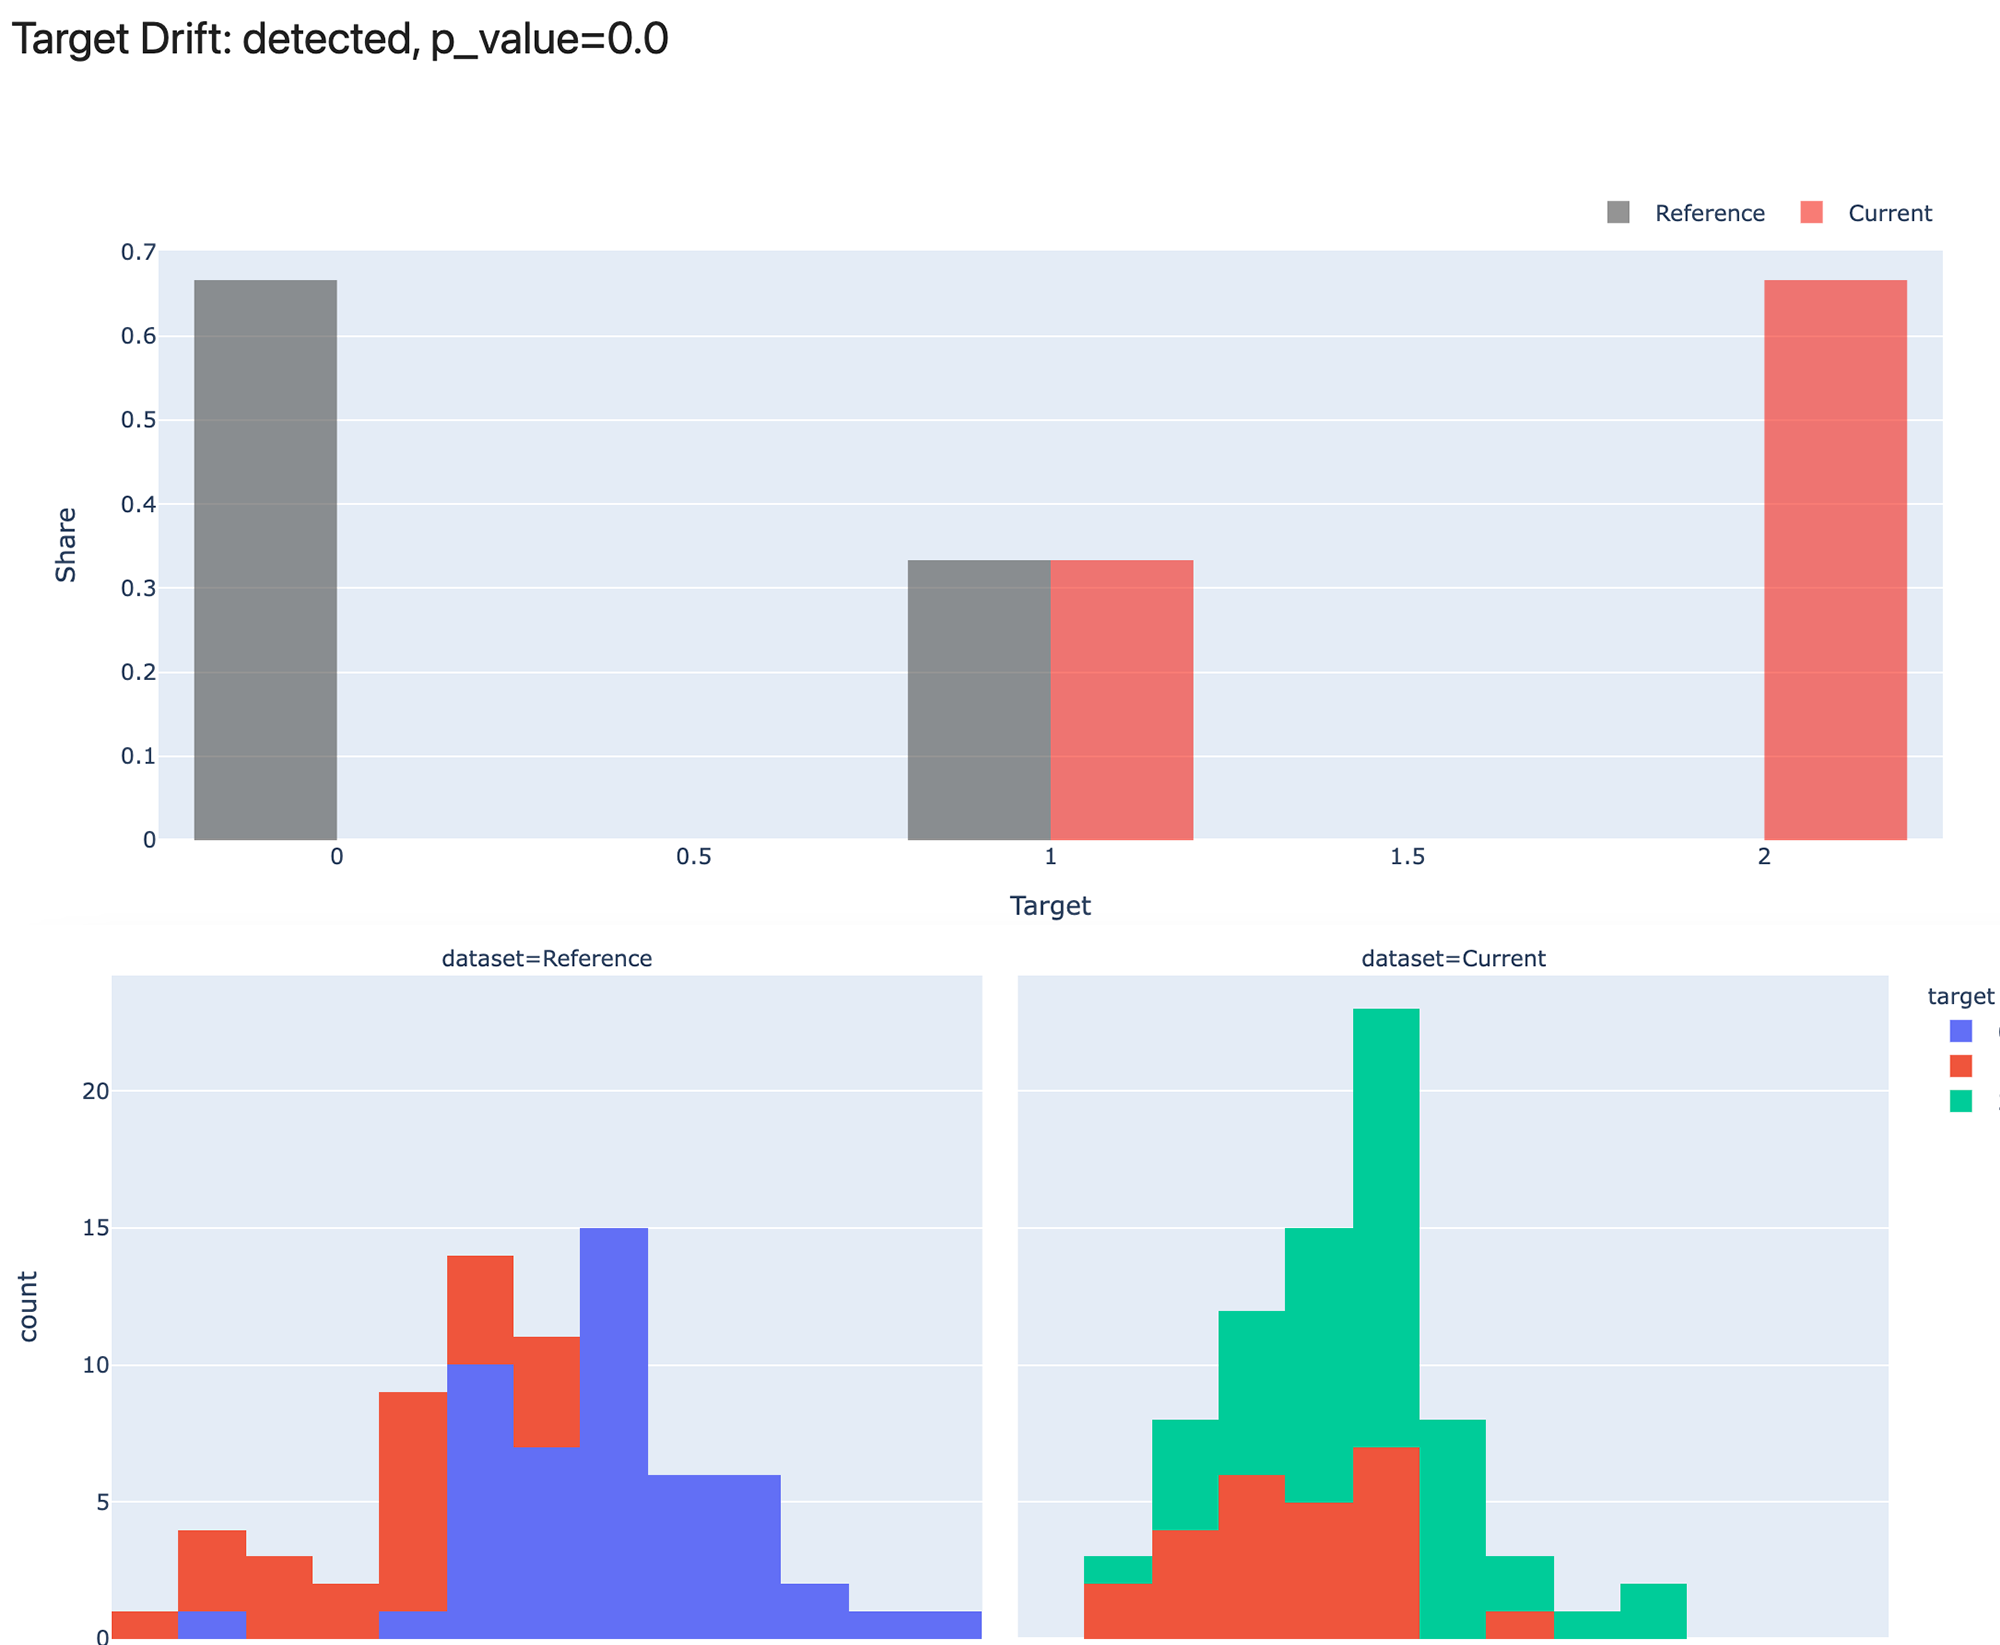 Target Drift: detected, p_value=0.0
Reference Current
0.7
0.6
0.5
0.4
0.3
0.2
0.1
0
Share
0 0.5 1 1.5 2
Target
dataset=Reference dataset=Current
target
20
15
10
5
0
count